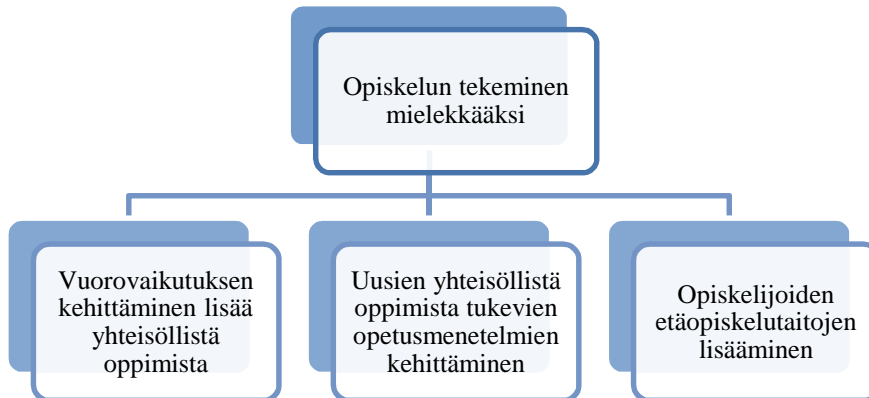 Opiskelun tekeminen
mielekkääksi
Vuorovaikutuksen
kehittäminen lisää
yhteisöllistä
oppimista
Uusien yhteisöllistä
oppimista tukevien
opetusmenetelmien
kehittäminen
Opiskelijoiden
etäopiskelutaitojen
lisääminen